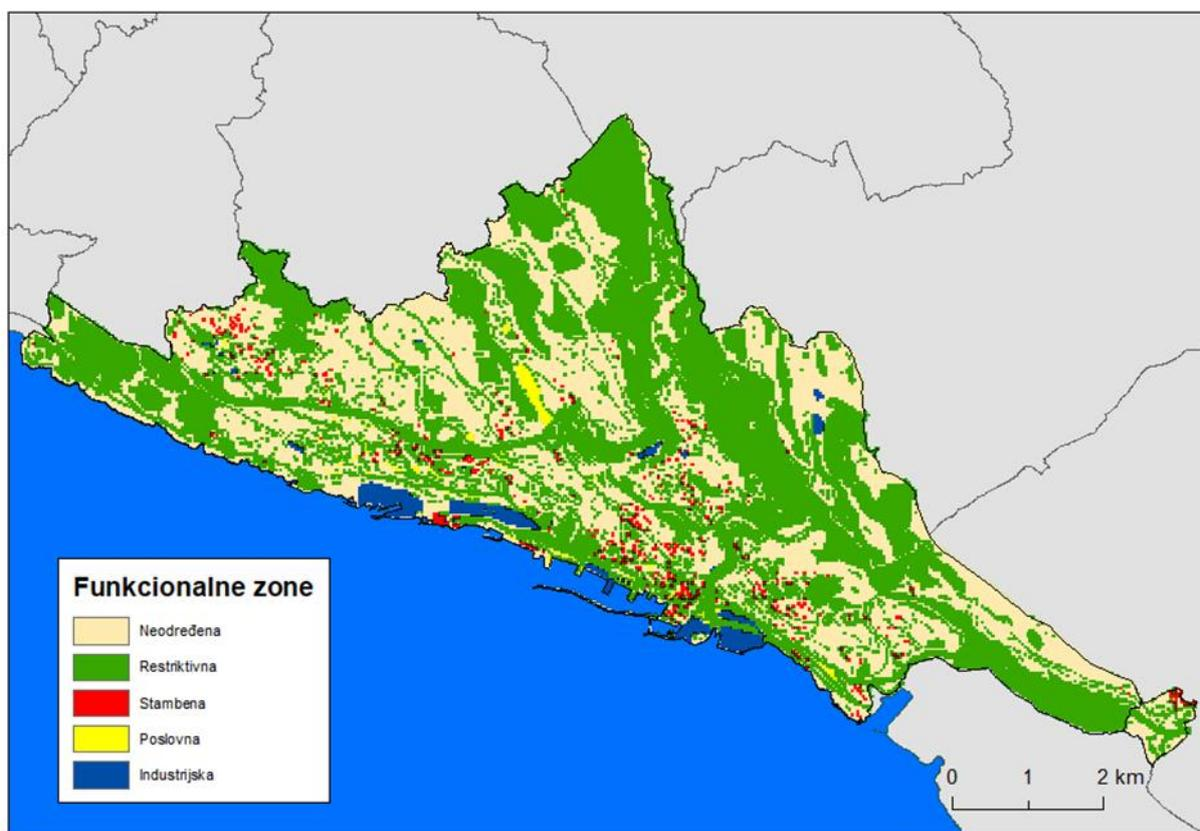 Funkcionalne zone
Neodređena
Restriktivna
Stambena
Poslovna
Industrijska
0 1 2 km